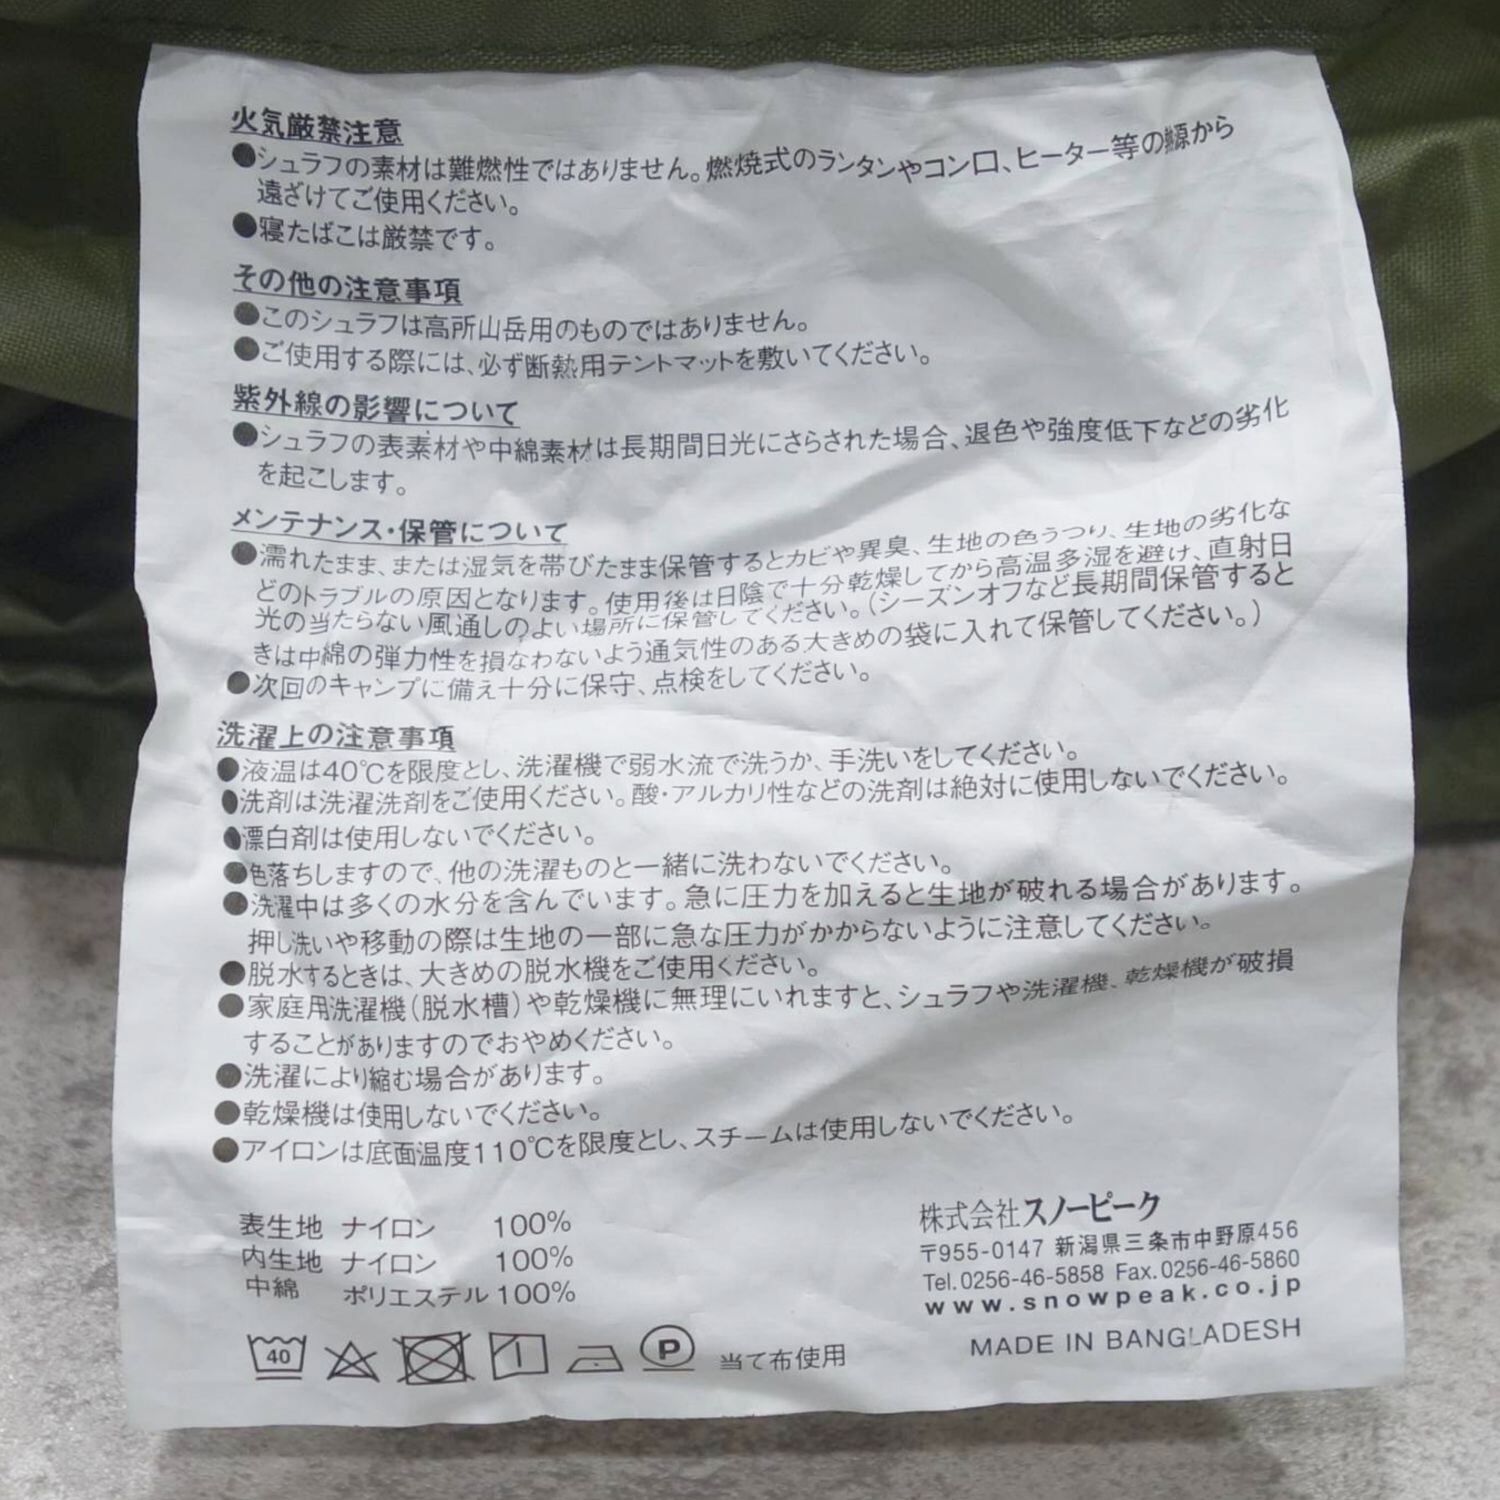 火気厳禁注意
●シュラフの素材は難燃性ではありません。燃焼式のランタンやコンロ、ヒーター等の熱源から
遠ざけてご使用ください。
●寝たばこは厳禁です。
その他の注意事項
●このシュラフは高所山岳用のものではありません。
●ご使用する際には、必ず断熱用テントマットを敷いてください。
紫外線の影響について
●シュラフの表素材や中綿素材は長期間日光にさらされた場合、退色や強度低下などの劣化
を起こします。
メンテナンス・保管について
●濡れたまま、または湿気を帯びたまま保管するとカビや異臭、生地の色うつり、生地の劣化な
どのトラブルの原因となります。使用後は日陰で十分乾燥してから高温多湿を避け、直射日
光の当たらない風通しのよい場所に保管してください。(シーズンオフなど長期間保管すると
きは中綿の弾力性を損なわないよう通気性のある大きめの袋に入れて保管してください。)
●次回のキャンプに備え十分に保守、点検をしてください。
洗濯上の注意事項
●液温は40℃を限度とし、洗濯機で弱水流で洗うか、手洗いをしてください。
●洗剤は洗濯洗剤をご使用ください。酸・アルカリ性などの洗剤は絶対に使用しないでください。
●漂白剤は使用しないでください。
●色落ちしますので、他の洗濯ものと一緒に洗わないでください。
●洗濯中は多くの水分を含んでいます。急に圧力を加えると生地が破れる場合があります。
押し洗いや移動の際は生地の一部に急な圧力がかからないように注意してください。
●脱水するときは、大きめの脱水機をご使用ください。
●家庭用洗濯機(脱水槽)や乾燥機に無理にいれますと、シュラフや洗濯機、乾燥機が破損
することがありますのでおやめください。
●洗濯により縮む場合があります。
●乾燥機は使用しないでください。
●アイロンは底面温度110℃を限度とし、スチームは使用しないでください。
表生地 ナイロン 100%
内生地 ナイロン 100%
中綿 ポリエステル 100%
40 P 当て布使用
株式会社スノーピーク
〒955-0147 新潟県三条市中野原456
Tel.0256-46-5858 Fax.0256-46-5860
www.snowpeak.co.jp
MADE IN BANGLADESH